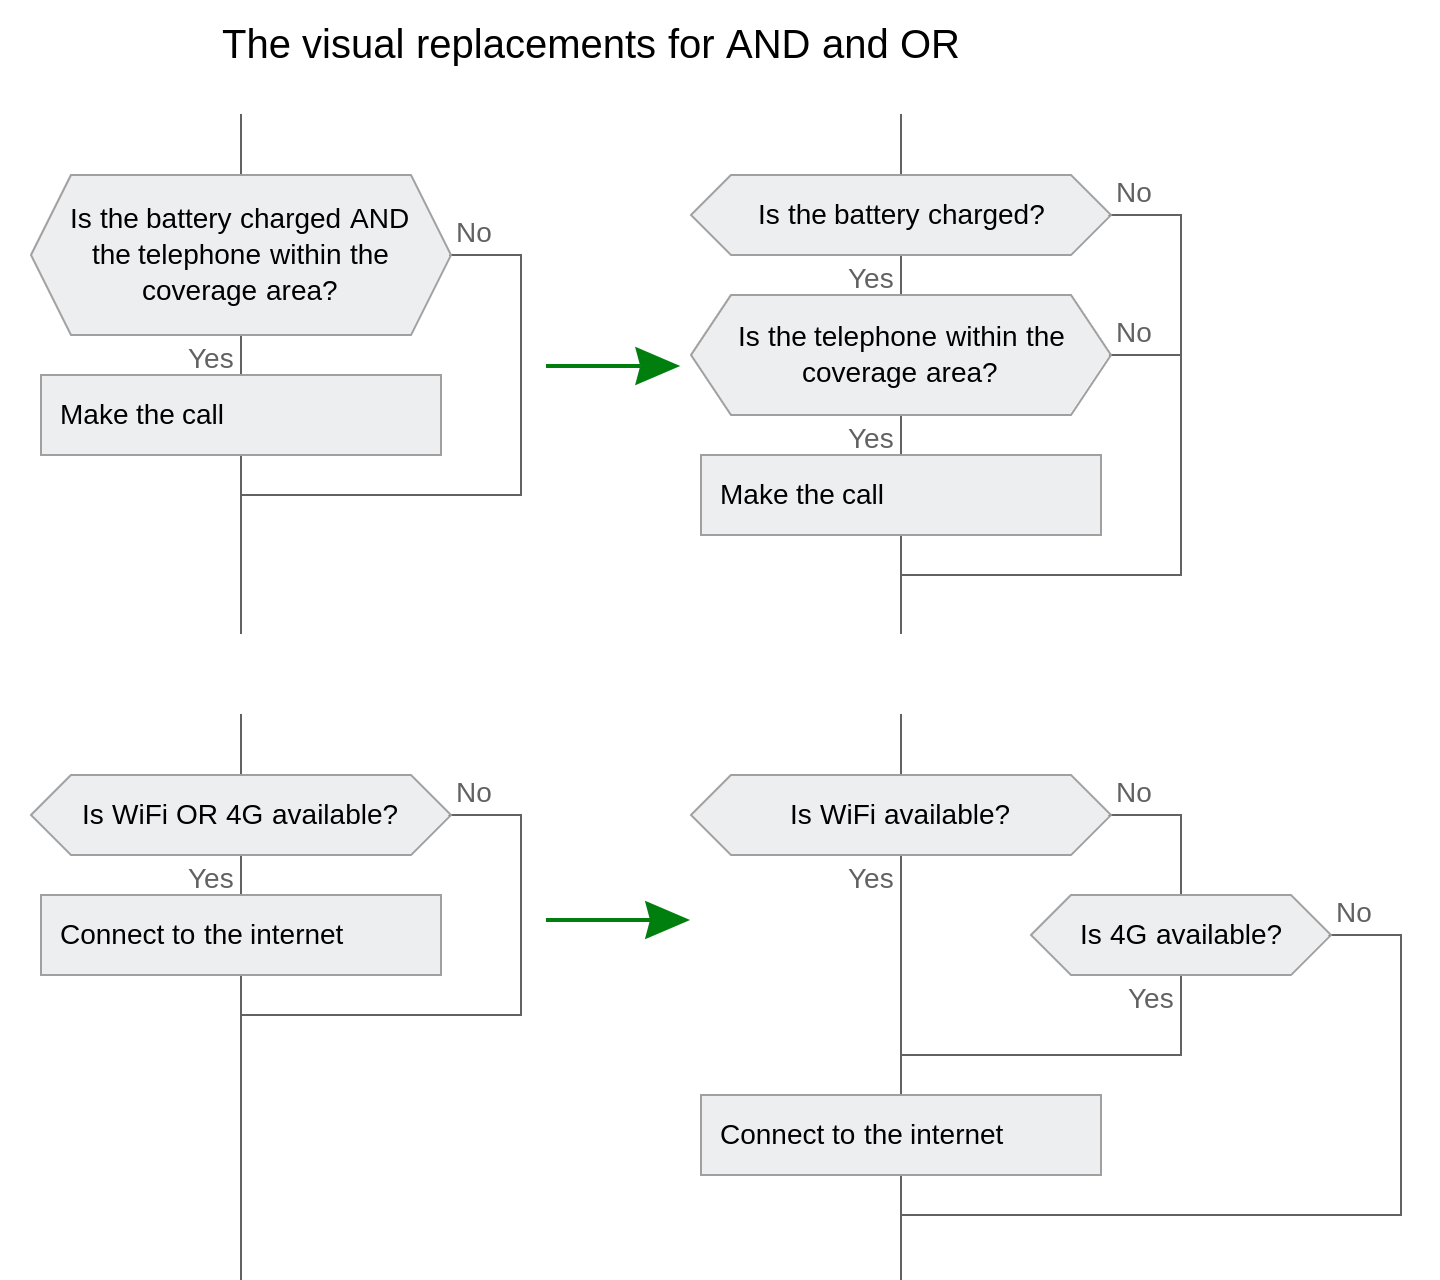 The visual replacements for AND and OR
Is the battery charged AND
the telephone within the
coverage area?
No
Yes
Make the call
Is the battery charged?
No
Yes
Is the telephone within the
coverage area?
No
Yes
Make the call
Is WiFi OR 4G available?
No
Yes
Connect to the internet
Is WiFi available?
No
Yes
Is 4G available?
No
Yes
Connect to the internet